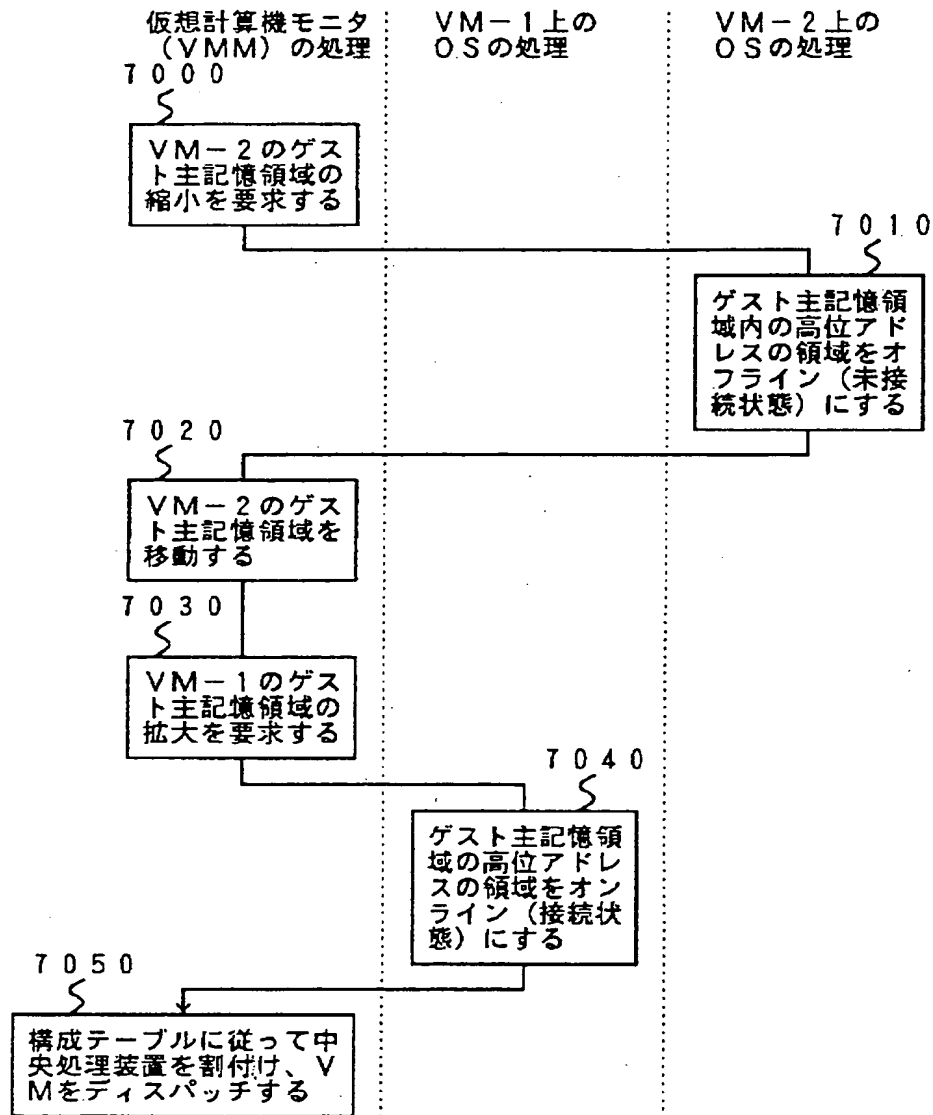 仮想計算機モニタ
(VMM)の処理
VM-1上の
OSの処理
VM-2上の
OSの処理
7000
VM-2のゲス
ト主記憶領域の
縮小を要求する
7010
ゲスト主記憶領
域内の高位アド
レスの領域をオ
フライン(未接
続状態)にする
7020
VM-2のゲス
ト主記憶領域を
移動する
7030
VM-1のゲス
ト主記憶領域の
拡大を要求する
7040
ゲスト主記憶領
域の高位アドレ
スの領域をオン
ライン(接続状
態)にする
7050
構成テーブルに従って中
央処理装置を割付け、V
Mをディスパッチする